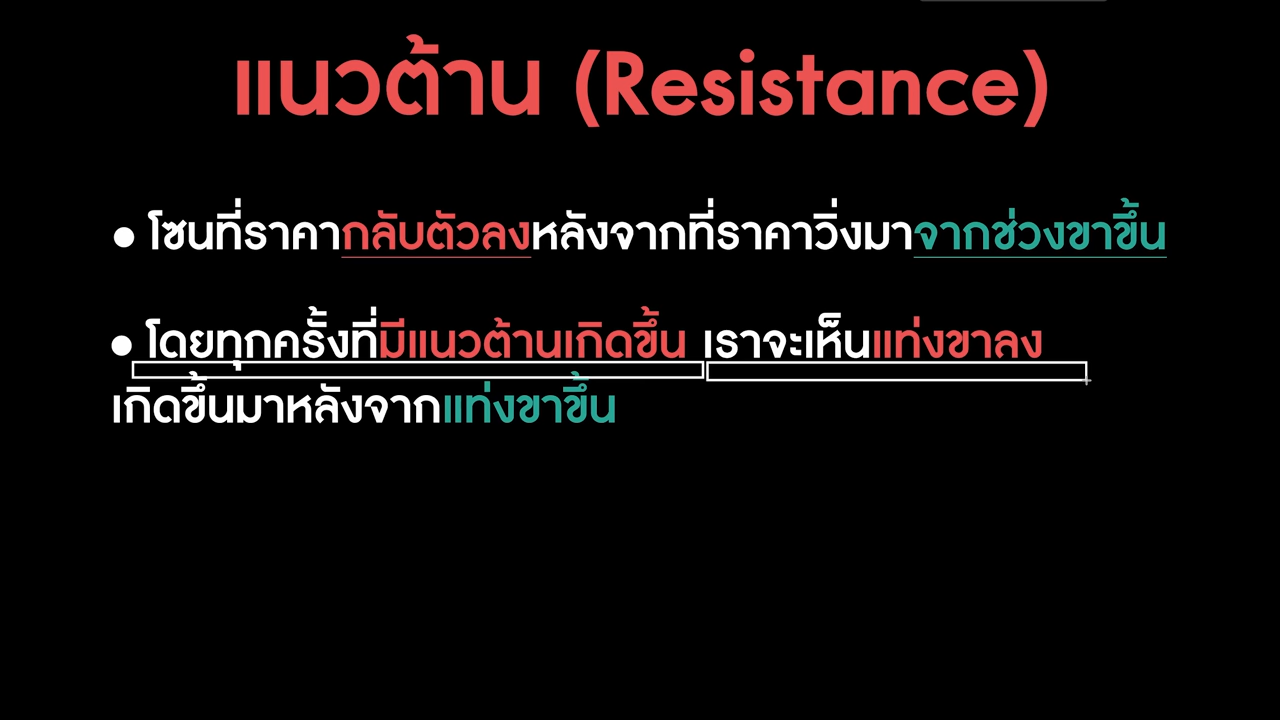 แนวต้าน (Resistance)
• โซนที่ราคากลับตัวลงหลังจากที่ราคาวิ่งมาจากช่วงขาขึ้น
• โดยทุกครั้งที่มีแนวต้านเกิดขึ้น เราจะเห็นแท่งขาลง
เกิดขึ้นมาหลังจากแท่งขาขึ้น